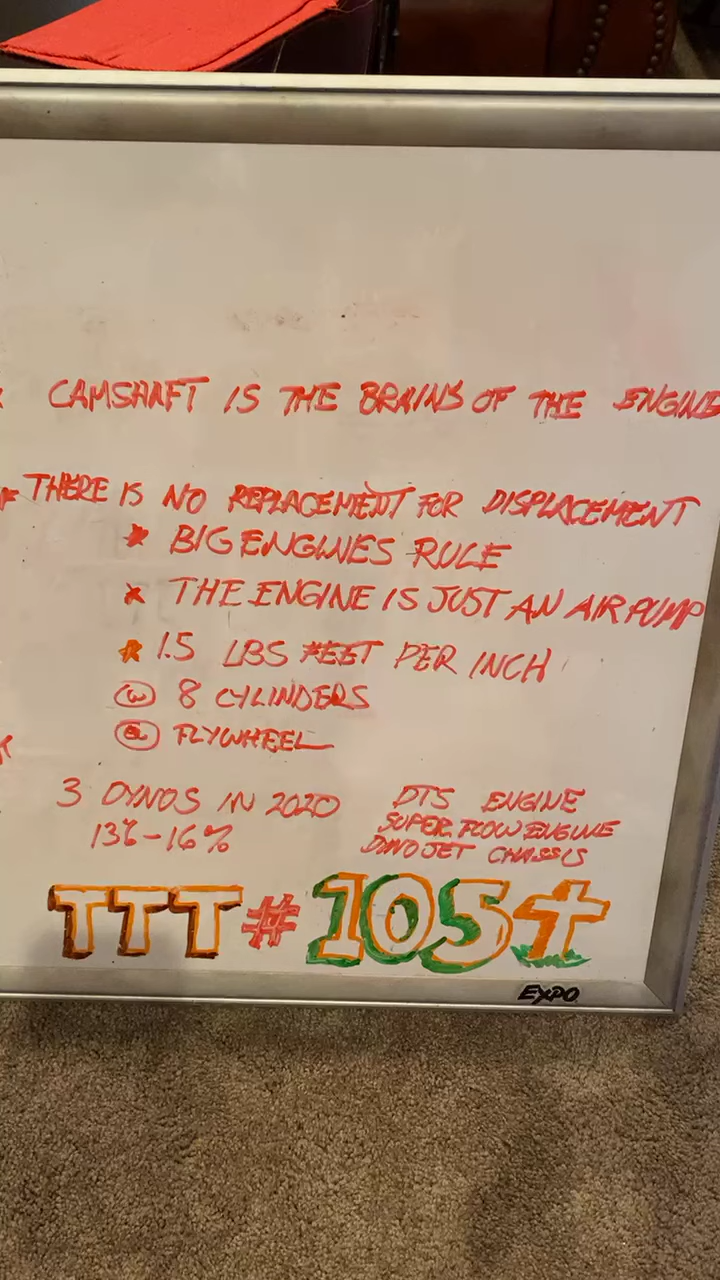 CAMSHAFT IS THE BRAINS OF THE ENGINE
THERE IS NO REPLACEMENT FOR DISPLACEMENT
* BIG ENGINES RULE
* THE ENGINE IS JUST AN AIR PUMP
* 1.5 LBS FEET PER INCH
8 CYLINDERS
FLYWHEEL
3 DYNOS IN 2020
13%-16%
DTS ENGINE
SUPER FLOW ENGINE
DYNOJET CHASSIS
TTT # 105+
EXPO